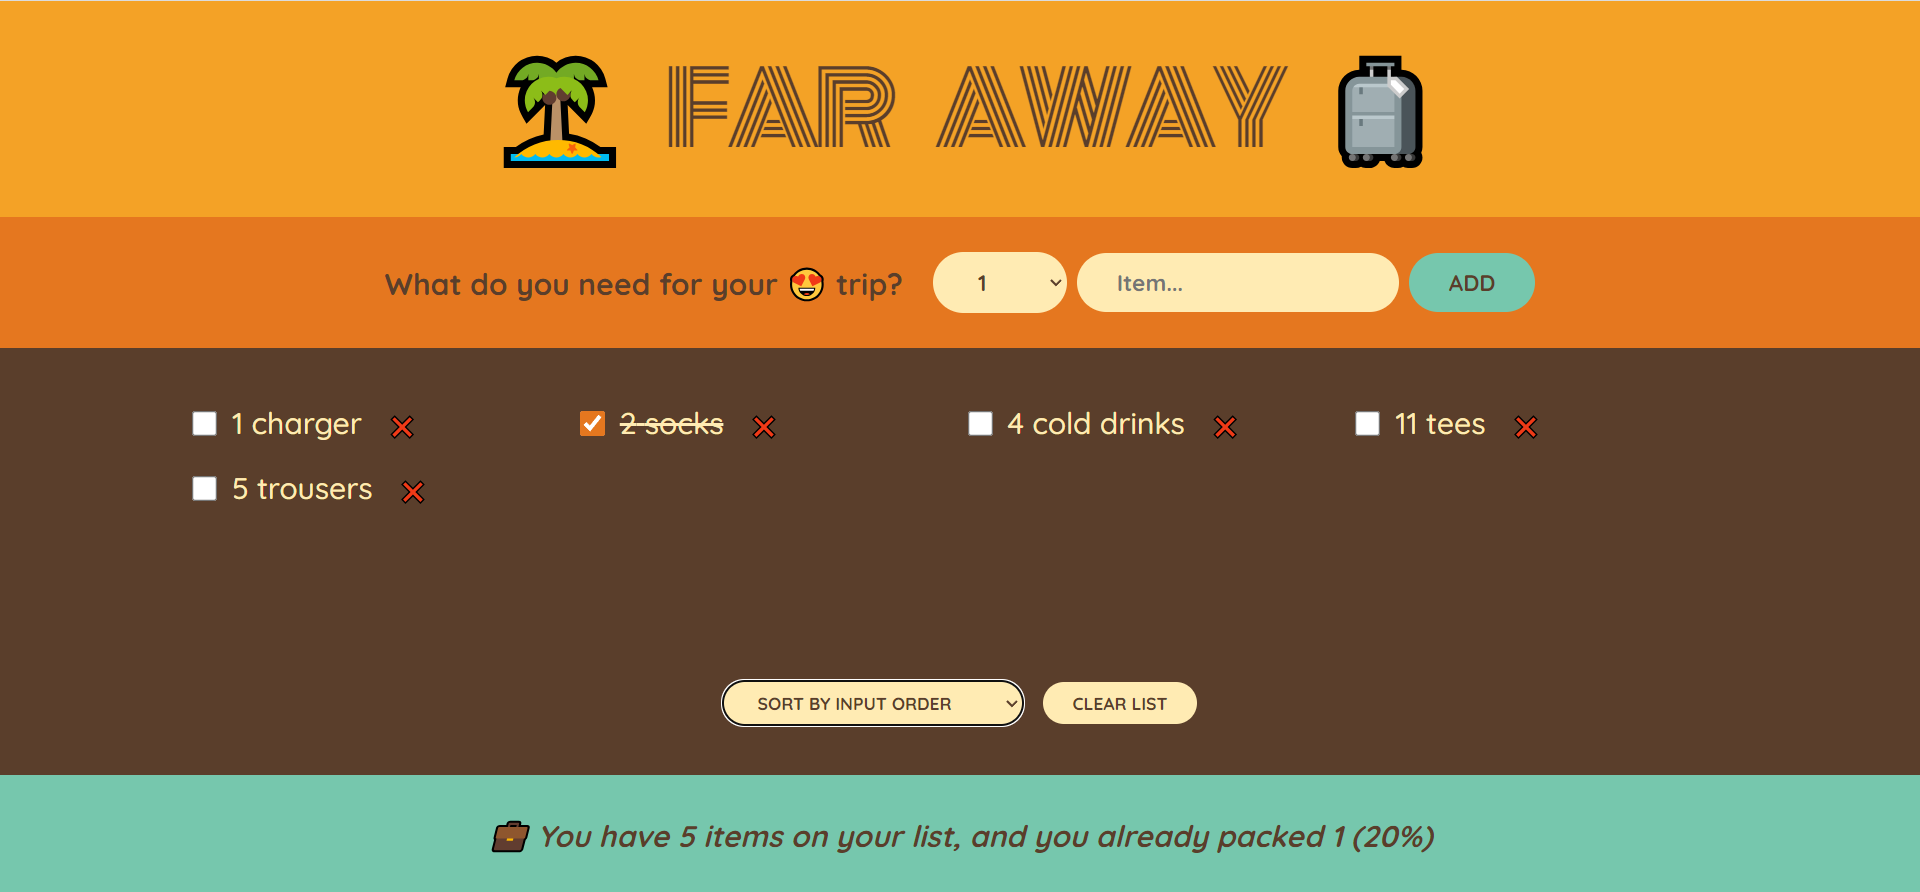 FAR AWAY
What do you need for your 😍 trip? 1 Item... ADD
1 charger ❌ 2 socks ❌ 4 cold drinks ❌ 11 tees ❌
5 trousers ❌
SORT BY INPUT ORDER CLEAR LIST
You have 5 items on your list, and you already packed 1 (20%)